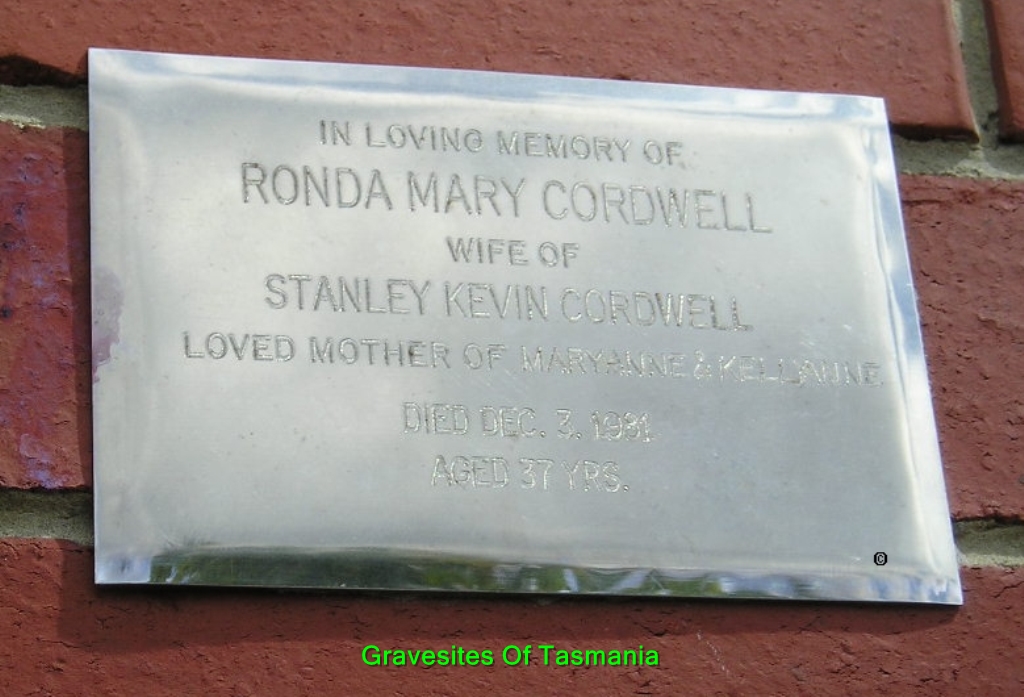 IN LOVING MEMORY OF
RONDA MARY CORDWELL
WIFE OF
STANLEY KEVIN CORDWELL
LOVED MOTHER OF MARYANNE & KELLYANNE
DIED DEC. 3. 1981
AGED 37 YRS.
©
Gravesites Of Tasmania